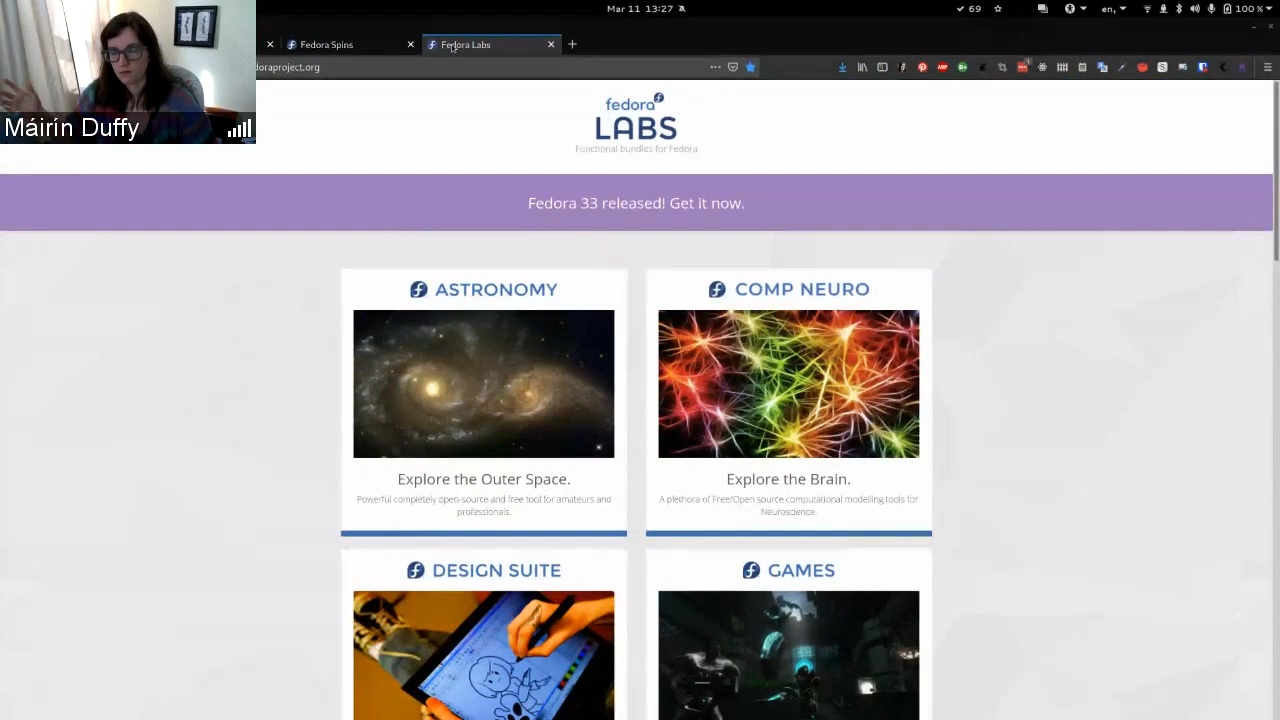 Mar 11 13:27
69
en,
100 %
Fedora Spins
Fedora Labs
doraproject.org
Máirín Duffy
fedora
LABS
Functional bundles for Fedora
Fedora 33 released! Get it now.
ASTRONOMY
COMP NEURO
Explore the Outer Space.
Explore the Brain.
Powerful completely open-source and free tool for amateurs and
professionals.
A plethora of Free/Open source computational modelling tools for
Neuroscience.
DESIGN SUITE
GAMES